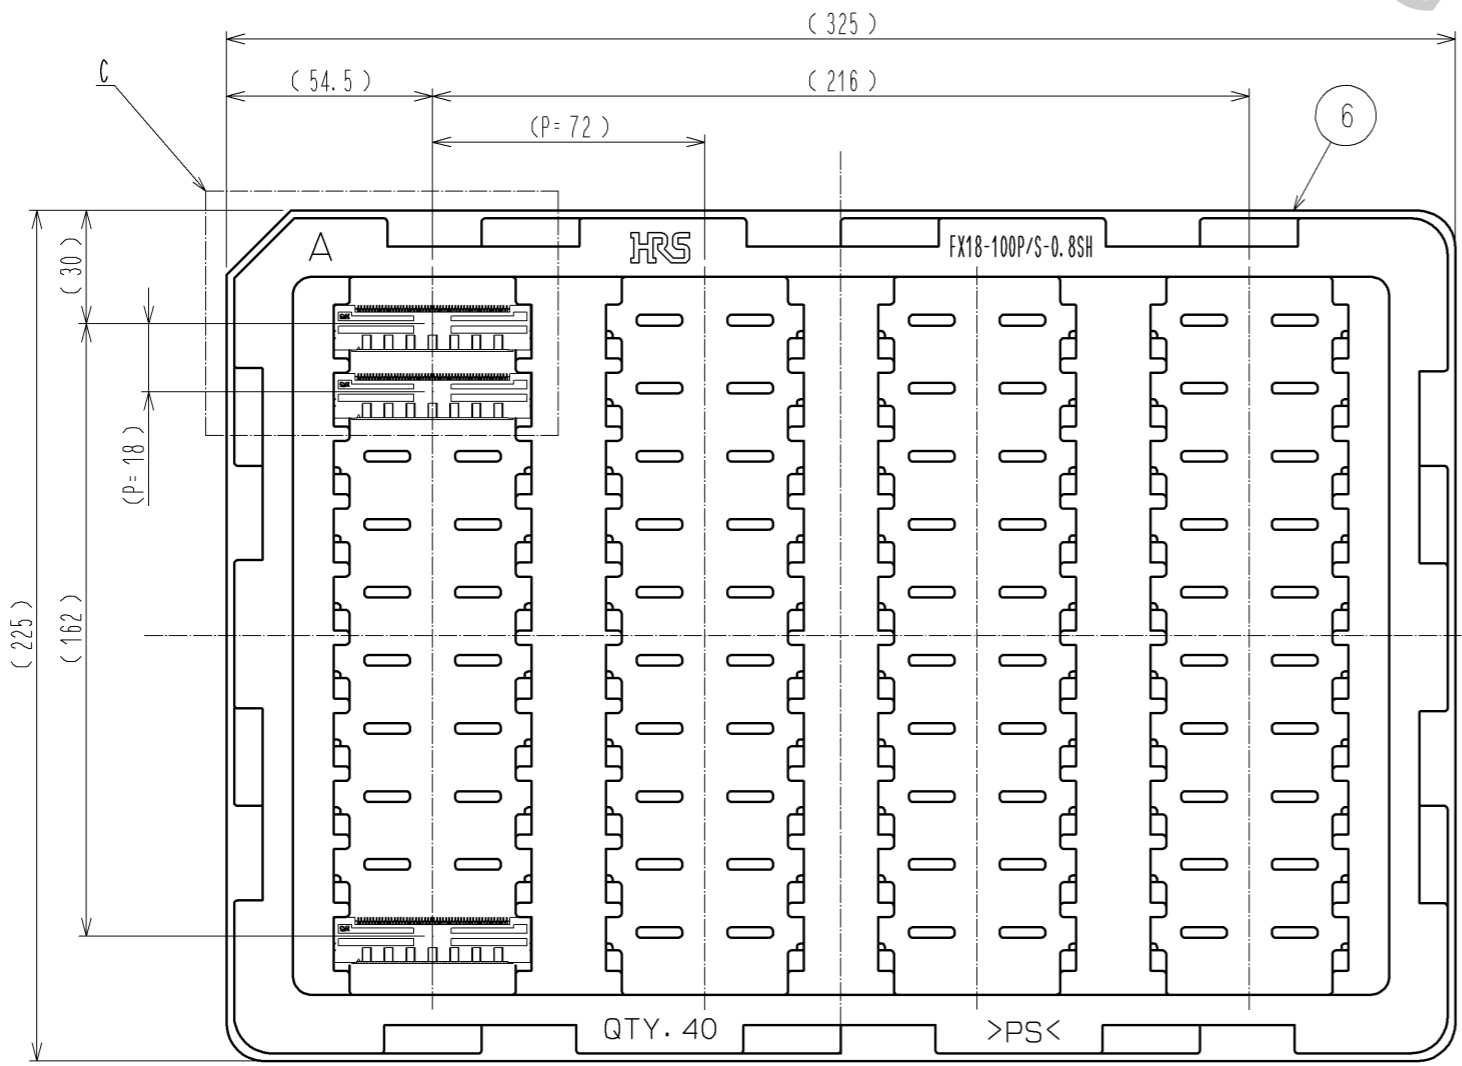 ( 325 )
C
( 54. 5 )
( 216 )
(P= 72 )
6
A
HRS
FX18-100P/S-0. 8SH
( 30 )
(P= 18 )
( 162 )
( 225 )
QTY. 40
>PS<